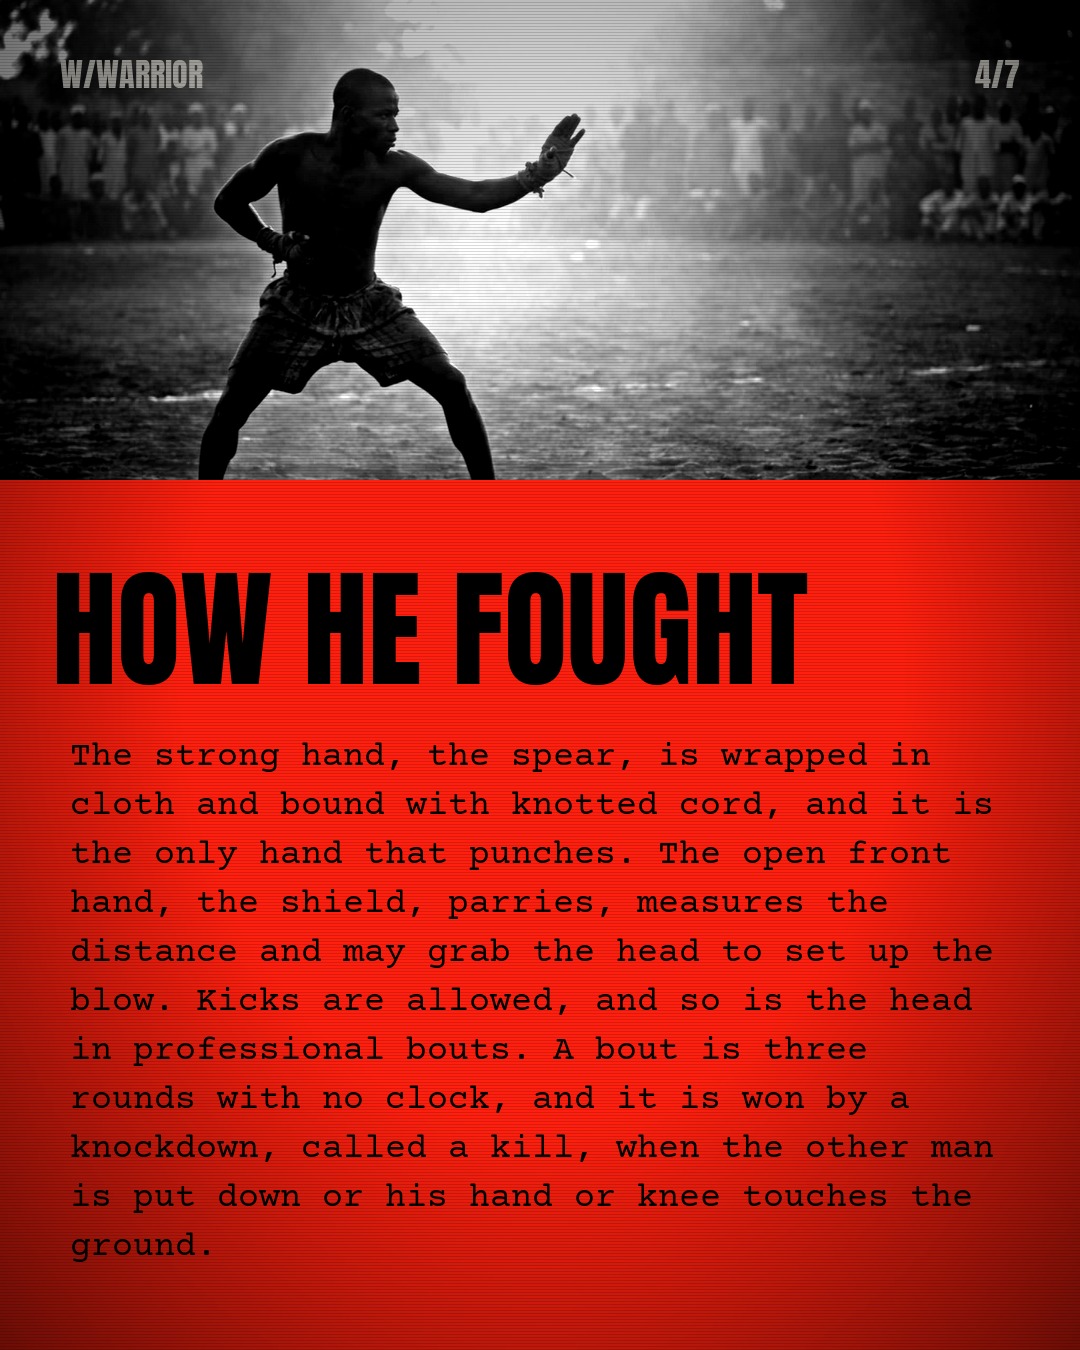 W/WARRIOR
4/7
HOW HE FOUGHT
The strong hand, the spear, is wrapped in
cloth and bound with knotted cord, and it is
the only hand that punches. The open front
hand, the shield, parries, measures the
distance and may grab the head to set up the
blow. Kicks are allowed, and so is the head
in professional bouts. A bout is three
rounds with no clock, and it is won by a
knockdown, called a kill, when the other man
is put down or his hand or knee touches the
ground.